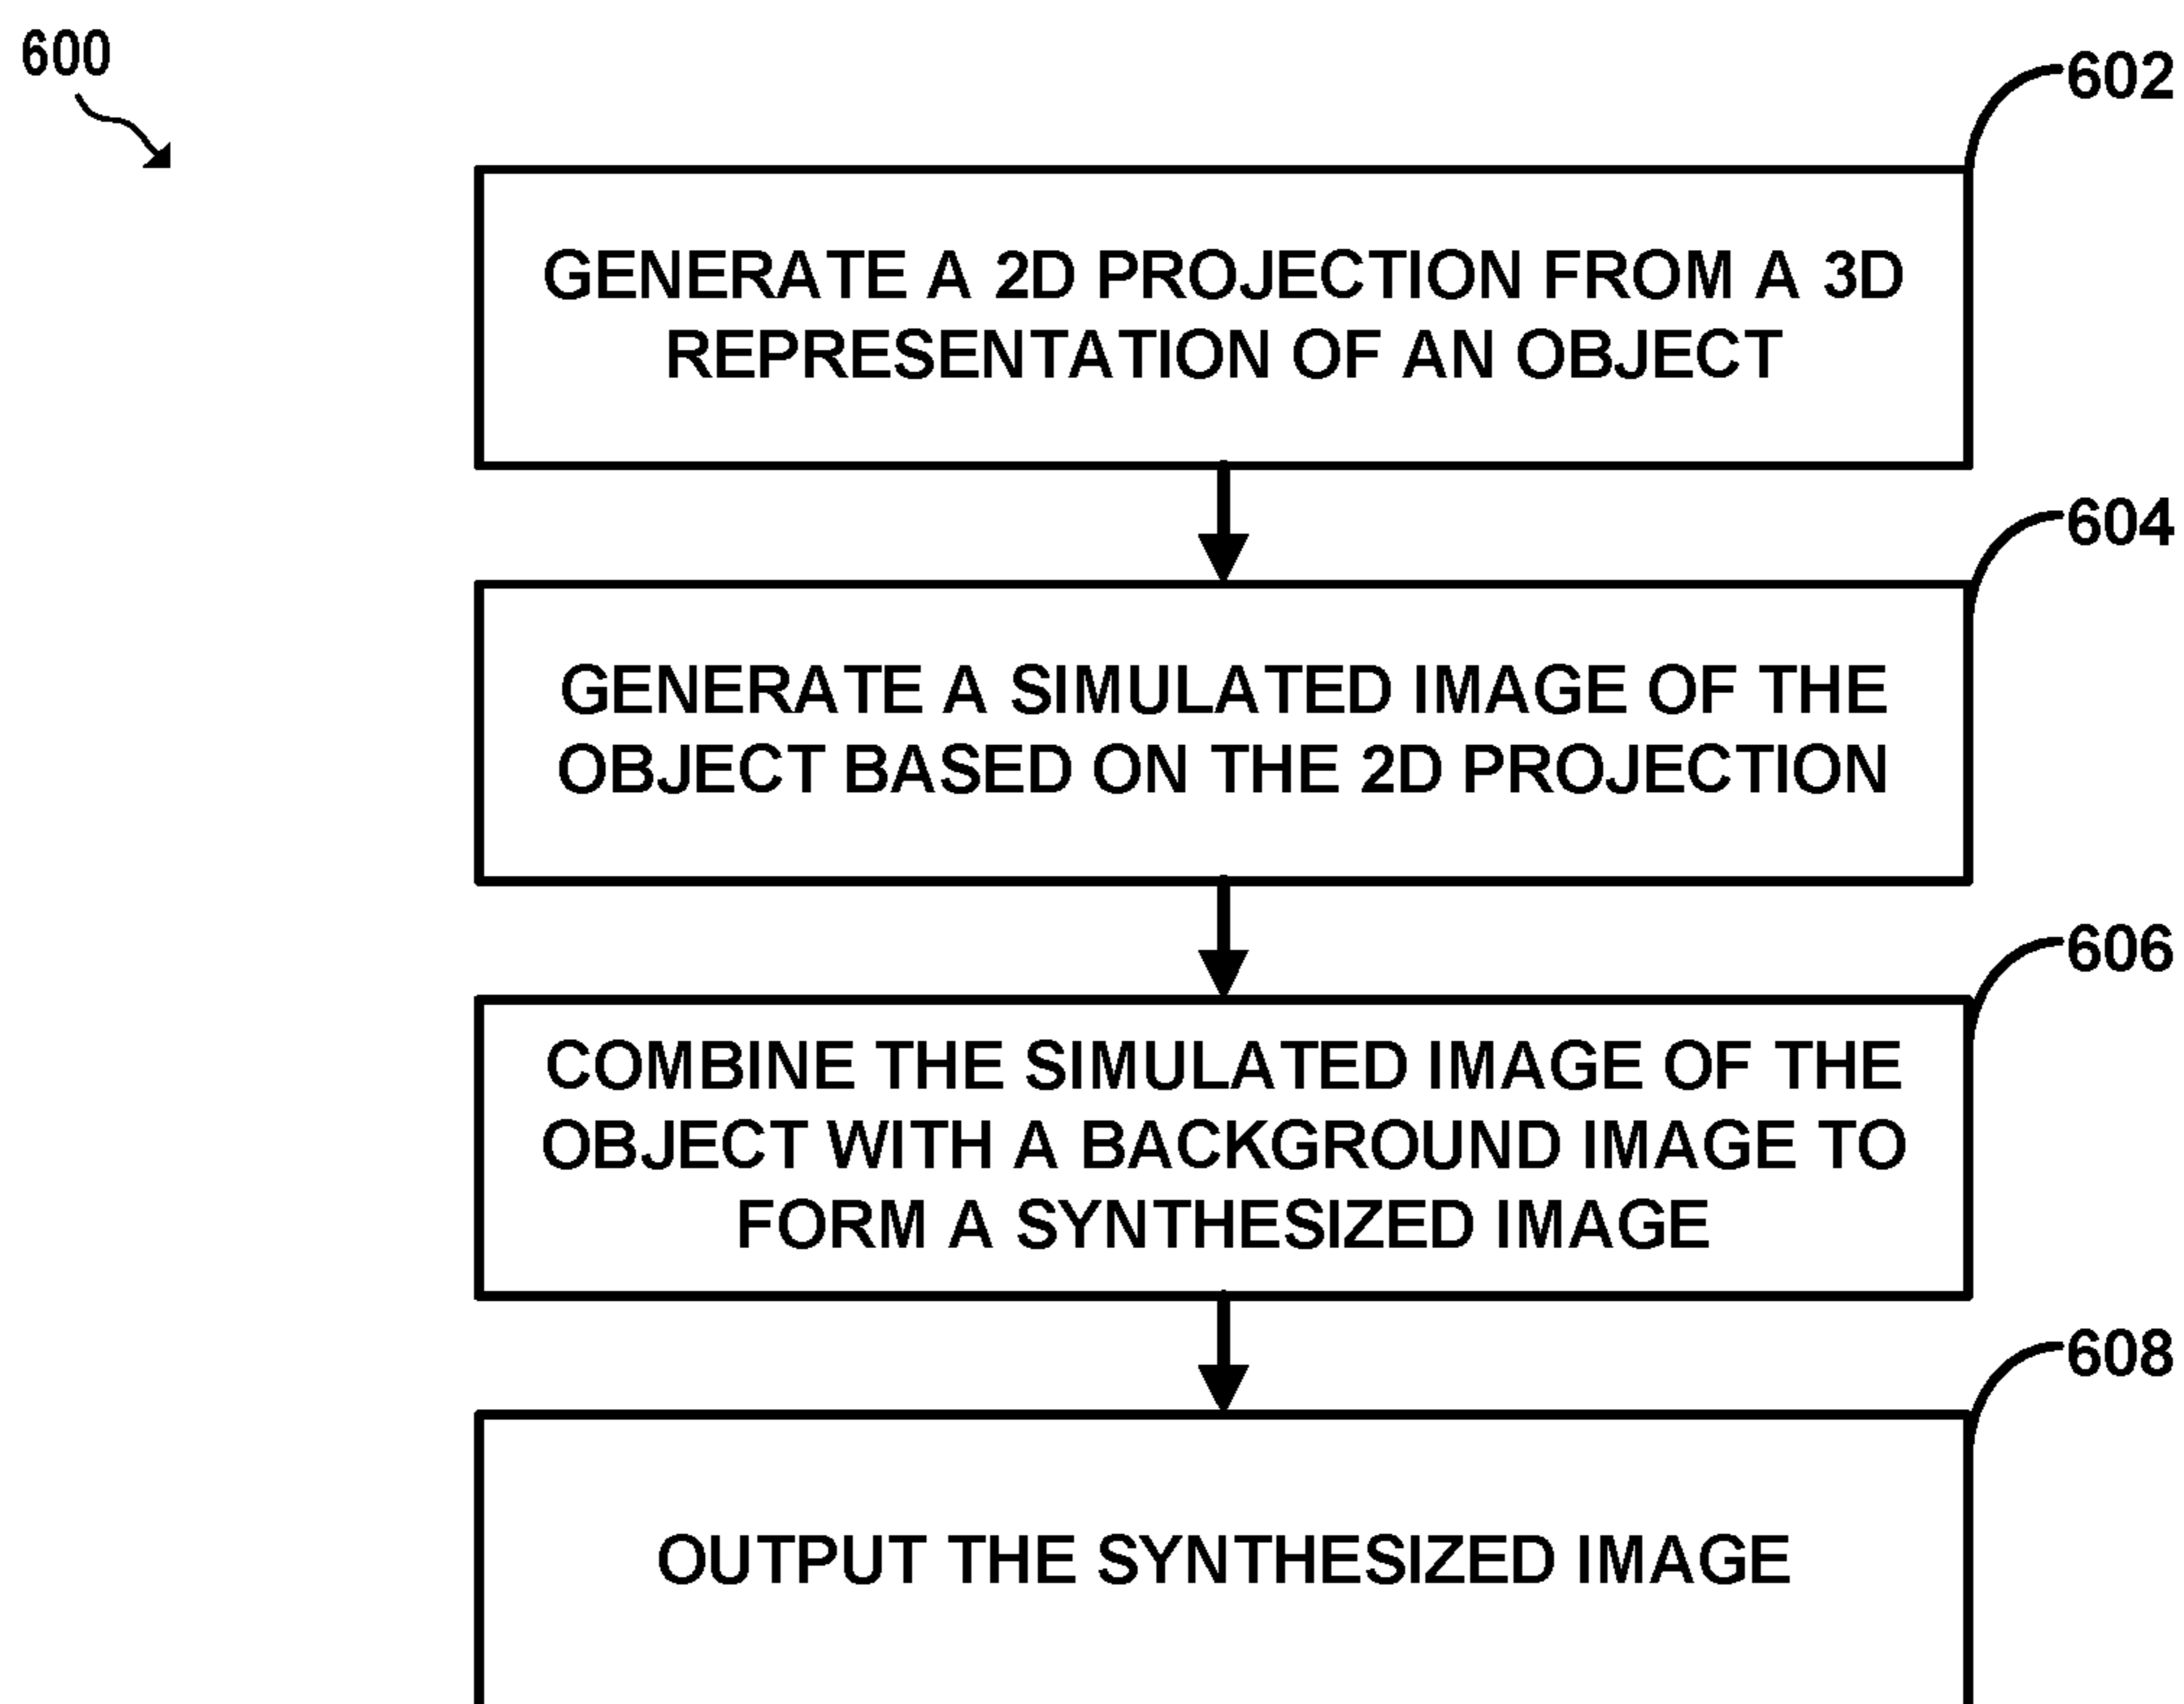 600
602
GENERATE A 2D PROJECTION FROM A 3D
REPRESENTATION OF AN OBJECT
604
GENERATE A SIMULATED IMAGE OF THE
OBJECT BASED ON THE 2D PROJECTION
606
COMBINE THE SIMULATED IMAGE OF THE
OBJECT WITH A BACKGROUND IMAGE TO
FORM A SYNTHESIZED IMAGE
608
OUTPUT THE SYNTHESIZED IMAGE